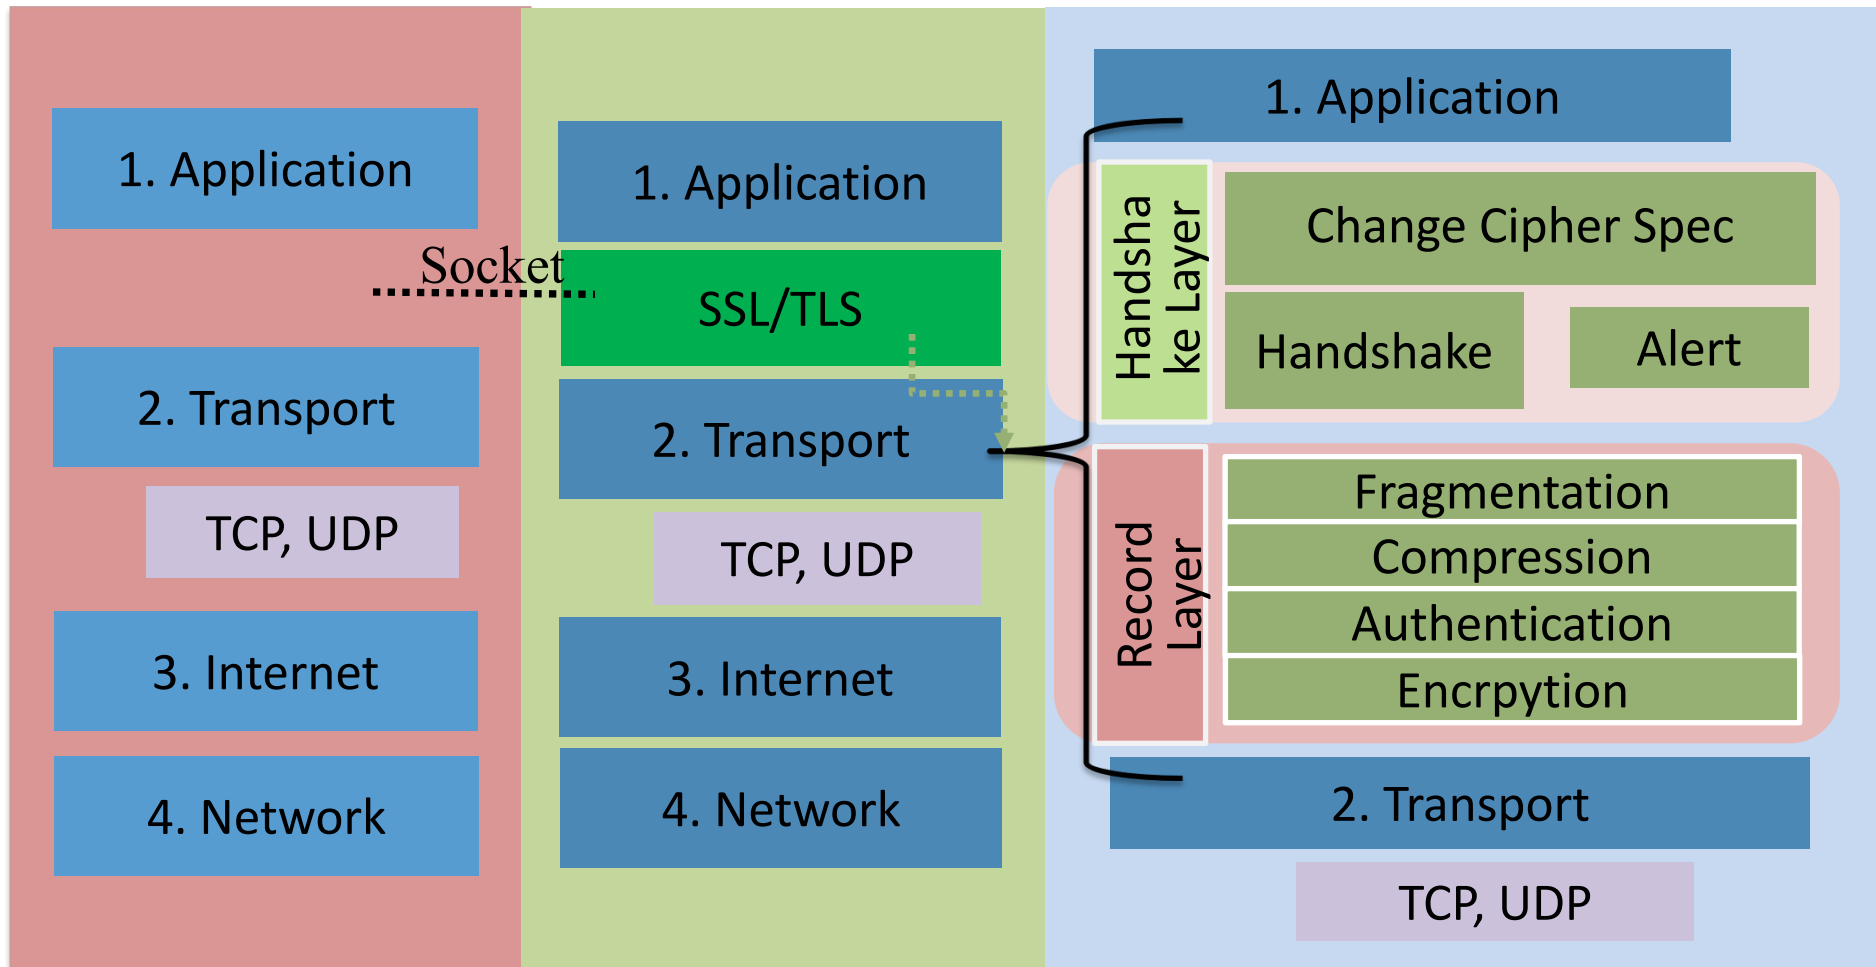 1. Application
Socket
2. Transport
TCP, UDP
3. Internet
4. Network
1. Application
SSL/TLS
2. Transport
TCP, UDP
3. Internet
4. Network
1. Application
Handsha
ke Layer
Change Cipher Spec
Handshake
Alert
Record
Layer
Fragmentation
Compression
Authentication
Encrpytion
2. Transport
TCP, UDP